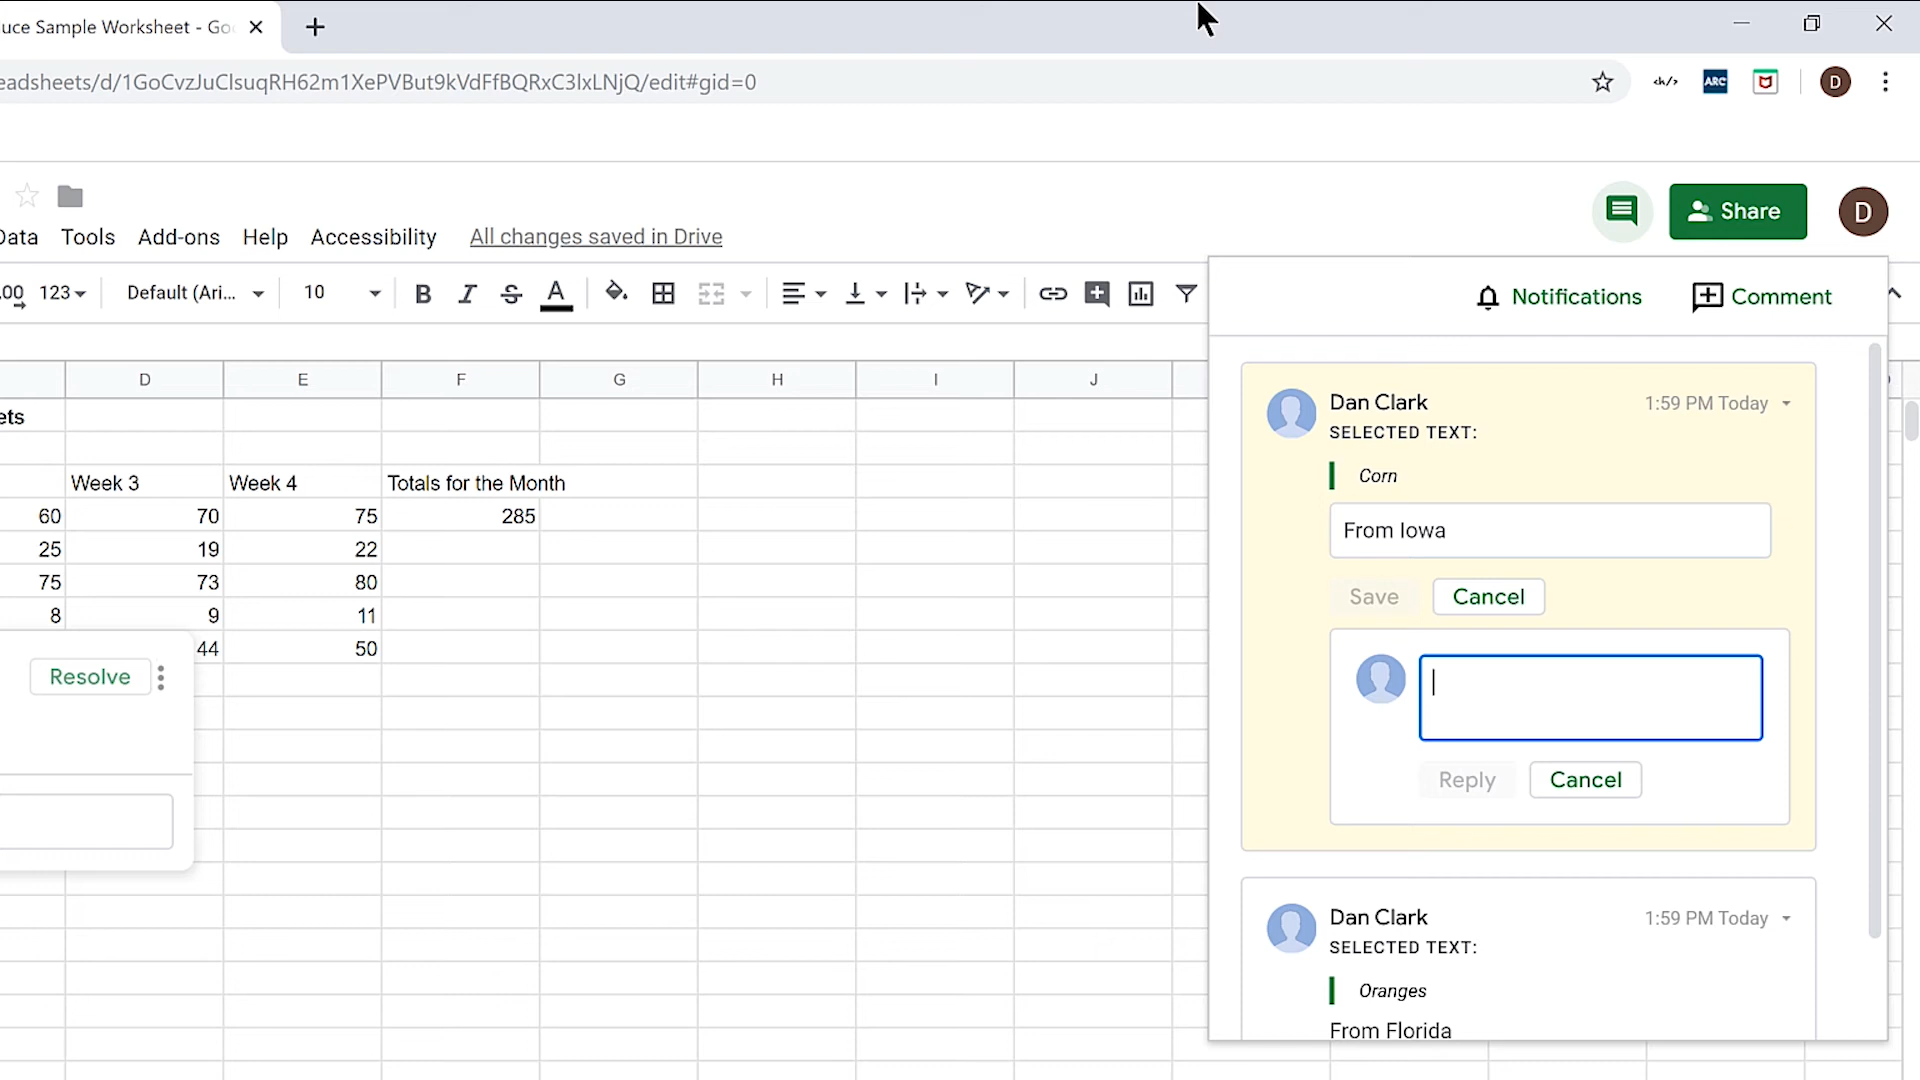 uce Sample Worksheet - Goo
eadsheets/d/1GoCvzJuClsuqRH62m1XePVBut9kVdFfBQRxC3lxLNjQ/edit#gid=0
</> ARC D
Share D
Data Tools Add-ons Help Accessibility All changes saved in Drive
.00 123 Default (Ari... 10 B I S A
Notifications Comment
D E F G H I J
ets
Week 3 Week 4 Totals for the Month
60 70 75 285
25 19 22
75 73 80
8 9 11
44 50
Resolve
Dan Clark 1:59 PM Today
SELECTED TEXT:
Corn
From Iowa
Save Cancel
Reply Cancel
Dan Clark 1:59 PM Today
SELECTED TEXT:
Oranges
From Florida